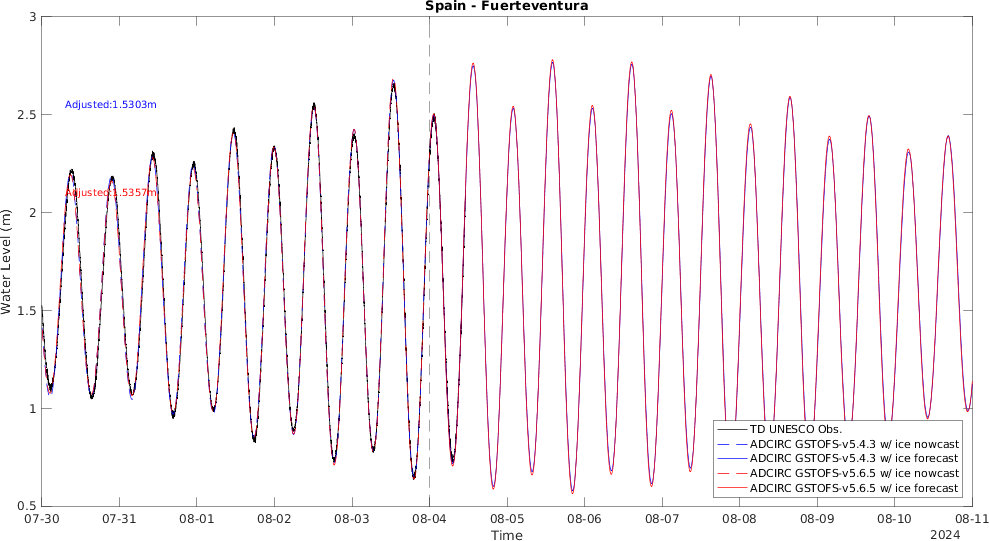 Spain - Fuerteventura
3
2.5
2
1.5
1
0.5
Water Level (m)
Adjusted:1.5303m
Adjusted:1.5357m
TD UNESCO Obs.
ADCIRC GSTOFS-v5.4.3 w/ ice nowcast
ADCIRC GSTOFS-v5.4.3 w/ ice forecast
ADCIRC GSTOFS-v5.6.5 w/ ice nowcast
ADCIRC GSTOFS-v5.6.5 w/ ice forecast
07-30 07-31 08-01 08-02 08-03 08-04 08-05 08-06 08-07 08-08 08-09 08-10 08-11
Time
2024